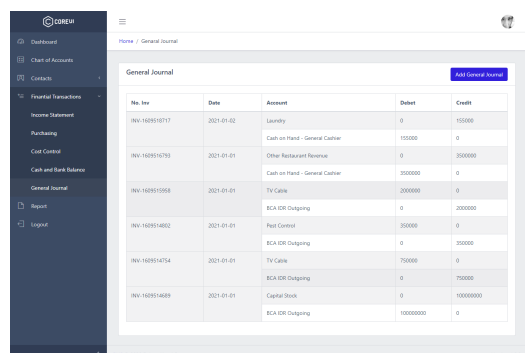 COREUI
Dashboard
Chart of Accounts
Contacts
Finantial Transactions
Income Statement
Purchasing
Cost Control
Cash and Bank Balance
General Journal
Report
Logout
Home / General Journal
General Journal
Add General Journal
No. Inv Date Account Debet Credit
INV-1609518717 2021-01-02 Laundry 0 155000
Cash on Hand - General Cashier 155000 0
INV-1609516793 2021-01-01 Other Restaurant Revenue 0 3500000
Cash on Hand - General Cashier 3500000 0
INV-1609515958 2021-01-01 TV Cable 2000000 0
BCA IDR Outgoing 0 2000000
INV-1609514802 2021-01-01 Pest Control 350000 0
BCA IDR Outgoing 0 350000
INV-1609514754 2021-01-01 TV Cable 750000 0
BCA IDR Outgoing 0 750000
INV-1609514689 2021-01-01 Capital Stock 0 100000000
BCA IDR Outgoing 100000000 0